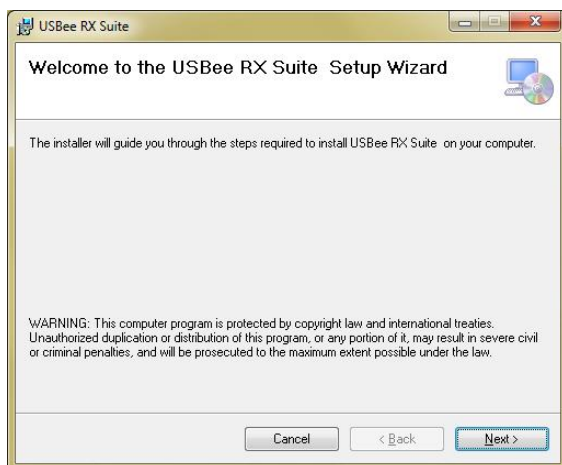 USBee RX Suite
Welcome to the USBee RX Suite Setup Wizard
The installer will guide you through the steps required to install USBee RX Suite on your computer.
WARNING: This computer program is protected by copyright law and international treaties.
Unauthorized duplication or distribution of this program, or any portion of it, may result in severe civil
or criminal penalties, and will be prosecuted to the maximum extent possible under the law.
Cancel < Back Next >